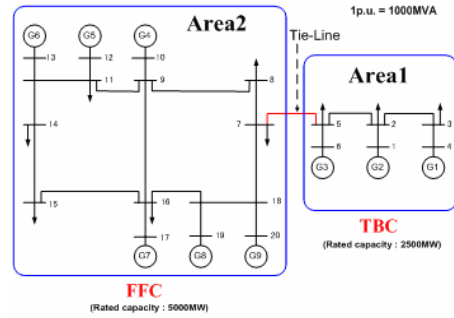 Area2
1p.u. = 1000MVA
Tie-Line
Area1
G6
G5
G4
13
12
10
11
9
8
7
5
2
3
6
1
4
G3
G2
G1
14
15
16
18
17
19
20
G7
G8
G9
TBC
(Rated capacity : 2500MW)
FFC
(Rated capacity : 5000MW)